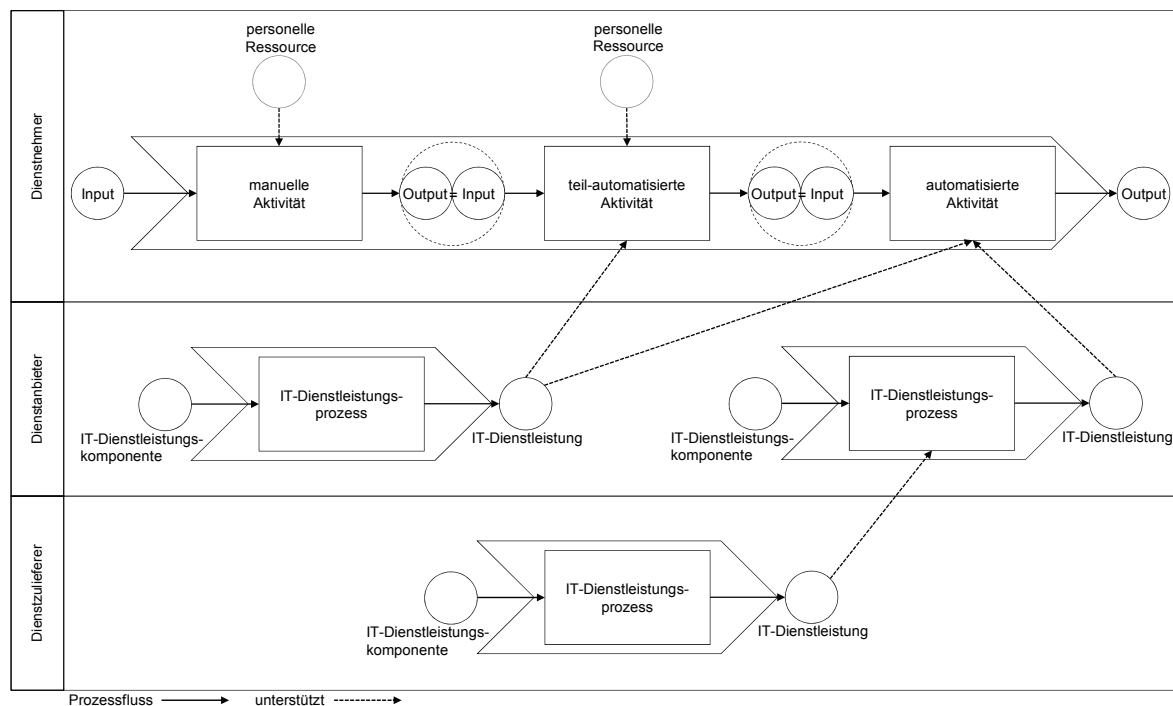 Dienstnehmer
personelle
Ressource
personelle
Ressource
Input
manuelle
Aktivität
Output = Input
teil-automatisierte
Aktivität
Output = Input
automatisierte
Aktivität
Output
Dienstanbieter
IT-Dienstleistungs-
komponente
IT-Dienstleistungs-
prozess
IT-Dienstleistung
IT-Dienstleistungs-
komponente
IT-Dienstleistungs-
prozess
IT-Dienstleistung
Dienstzulieferer
IT-Dienstleistungs-
komponente
IT-Dienstleistungs-
prozess
IT-Dienstleistung
Prozessfluss
unterstützt